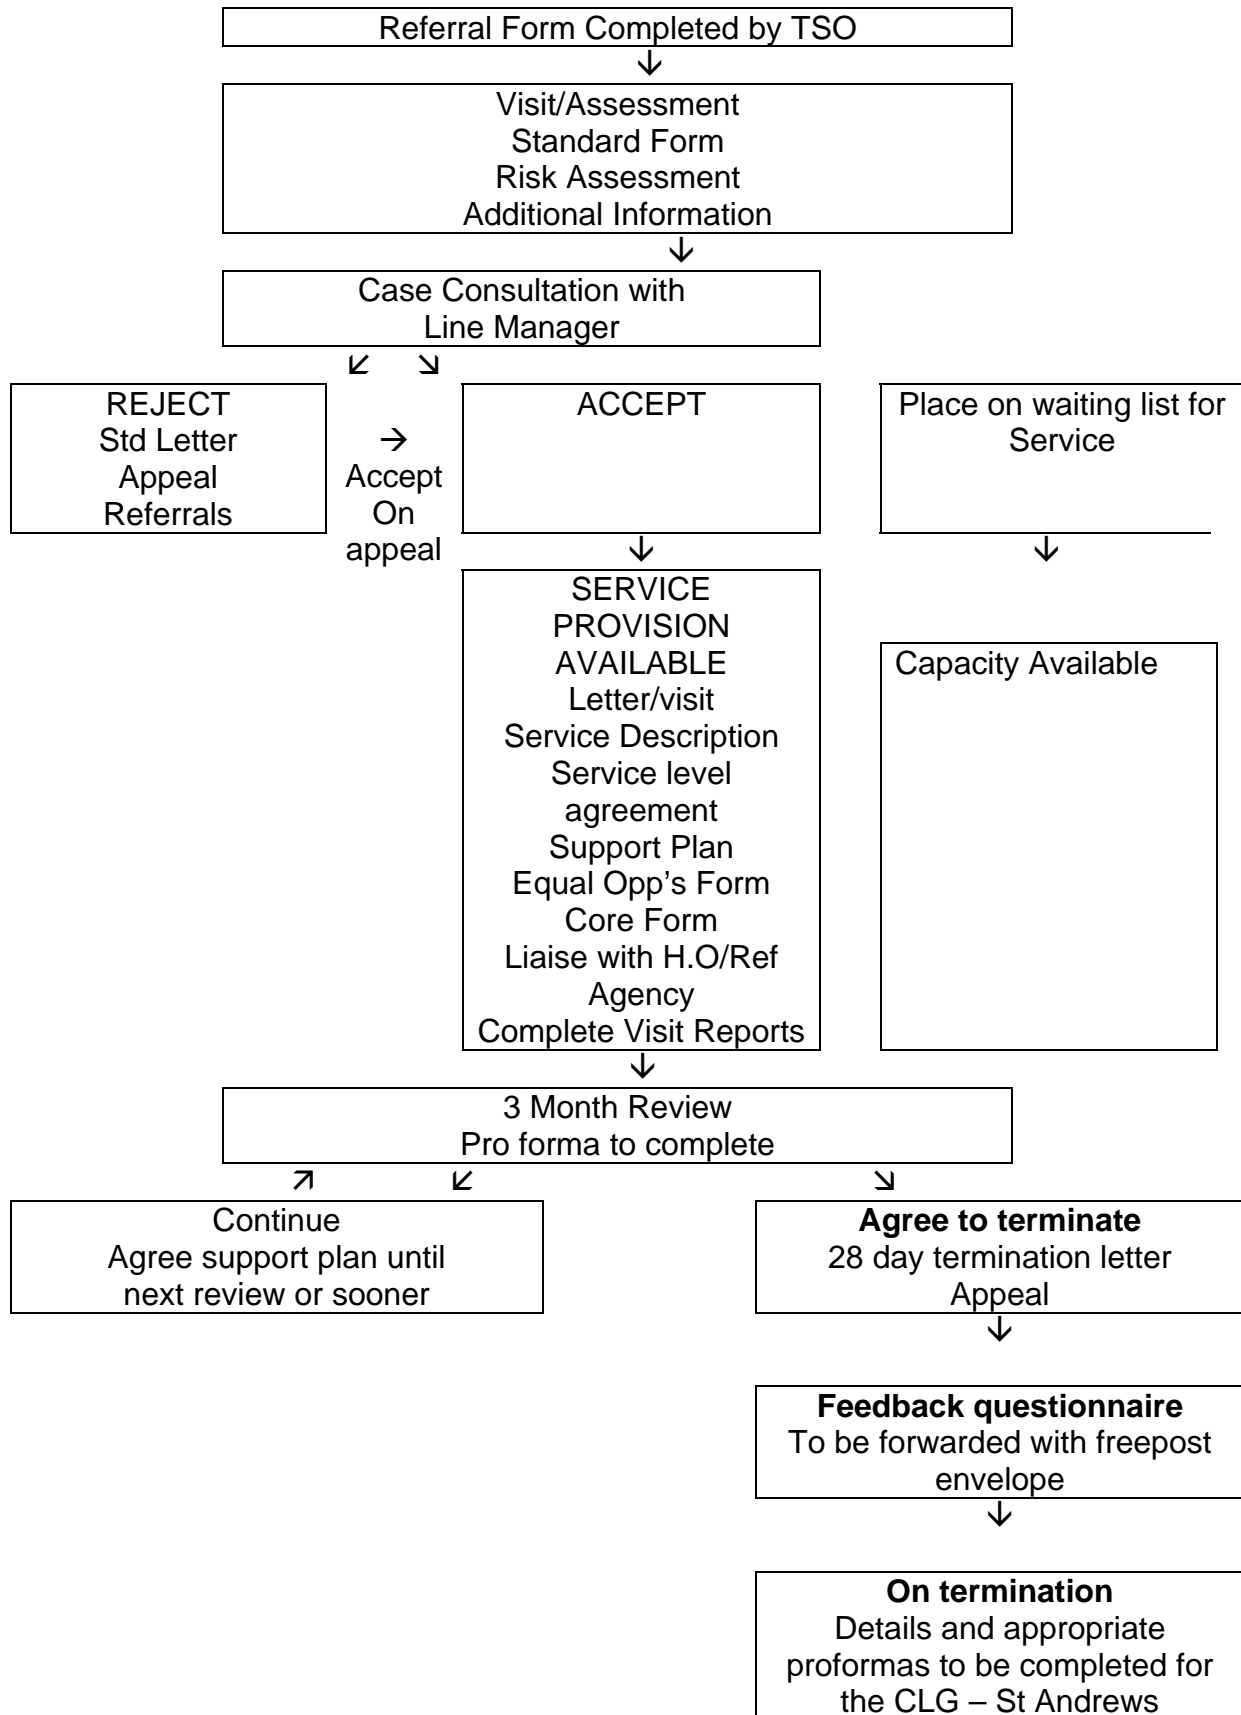 Referral Form Completed by TSO
↓
Visit/Assessment
Standard Form
Risk Assessment
Additional Information
↓
Case Consultation with
Line Manager
↙ ↘
REJECT
Std Letter
Appeal
Referrals
→
Accept
On
appeal
ACCEPT
↓
Place on waiting list for
Service
↓
SERVICE
PROVISION
AVAILABLE
Letter/visit
Service Description
Service level
agreement
Support Plan
Equal Opp’s Form
Core Form
Liaise with H.O/Ref
Agency
Complete Visit Reports
↓
Capacity Available
3 Month Review
Pro forma to complete
↗ ↙ ↘
Continue
Agree support plan until
next review or sooner
Agree to terminate
28 day termination letter
Appeal
↓
Feedback questionnaire
To be forwarded with freepost
envelope
↓
On termination
Details and appropriate
proformas to be completed for
the CLG – St Andrews